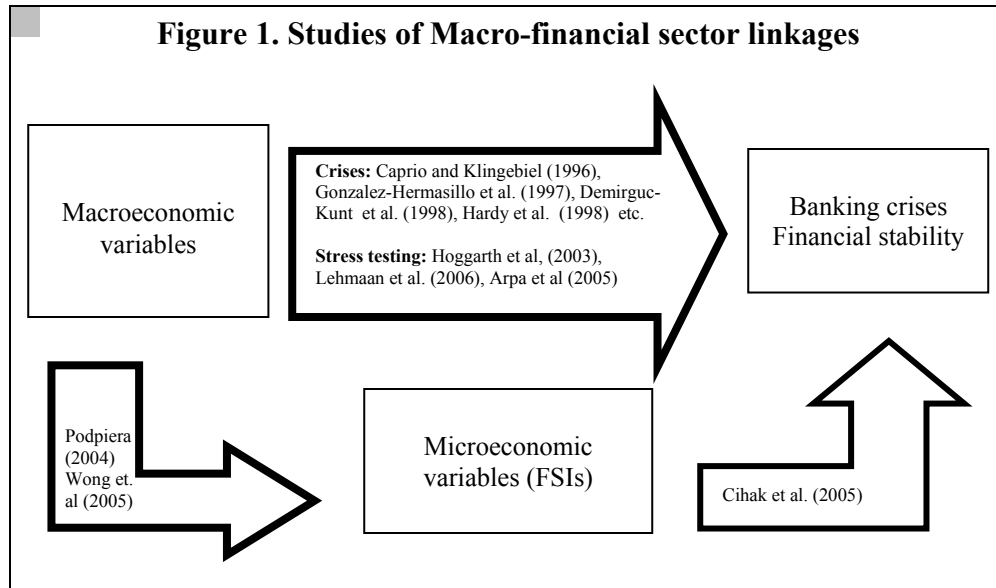 Figure 1. Studies of Macro-financial sector linkages
Macroeconomic
variables
Crises: Caprio and Klingebiel (1996),
Gonzalez-Hermasillo et al. (1997), Demirguc-
Kunt et al. (1998), Hardy et al. (1998) etc.
Stress testing: Hoggarth et al, (2003),
Lehmaan et al. (2006), Arpa et al (2005)
Banking crises
Financial stability
Podpiera
(2004)
Wong et.
al (2005)
Microeconomic
variables (FSIs)
Cihak et al. (2005)